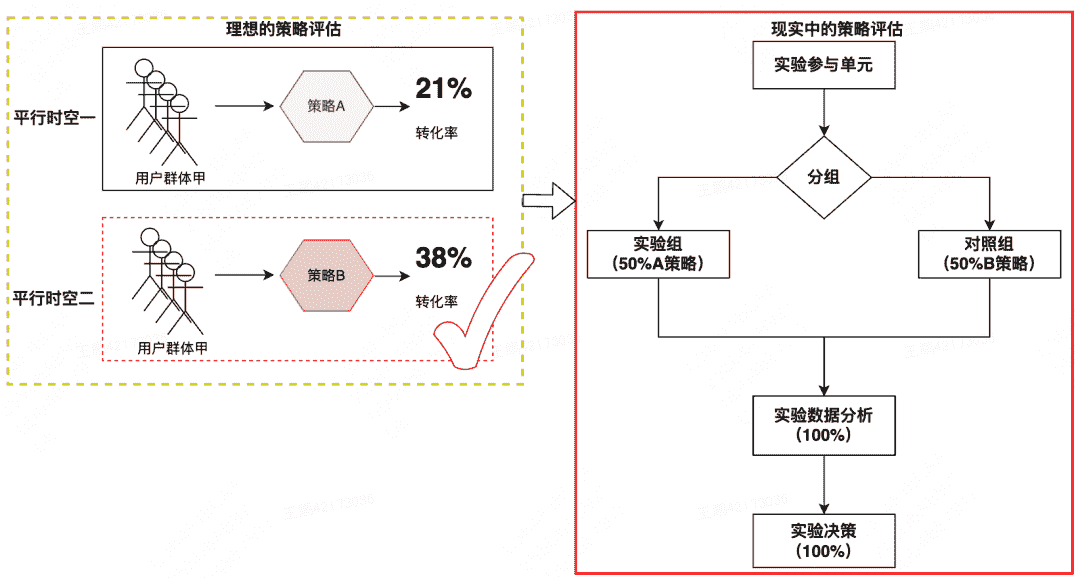 理想的策略评估
平行时空一
策略A
21%
转化率
用户群体甲
平行时空二
策略B
38%
转化率
用户群体甲
现实中的策略评估
实验参与单元
分组
实验组
（50%A策略）
对照组
（50%B策略）
实验数据分析
（100%）
实验决策
（100%）